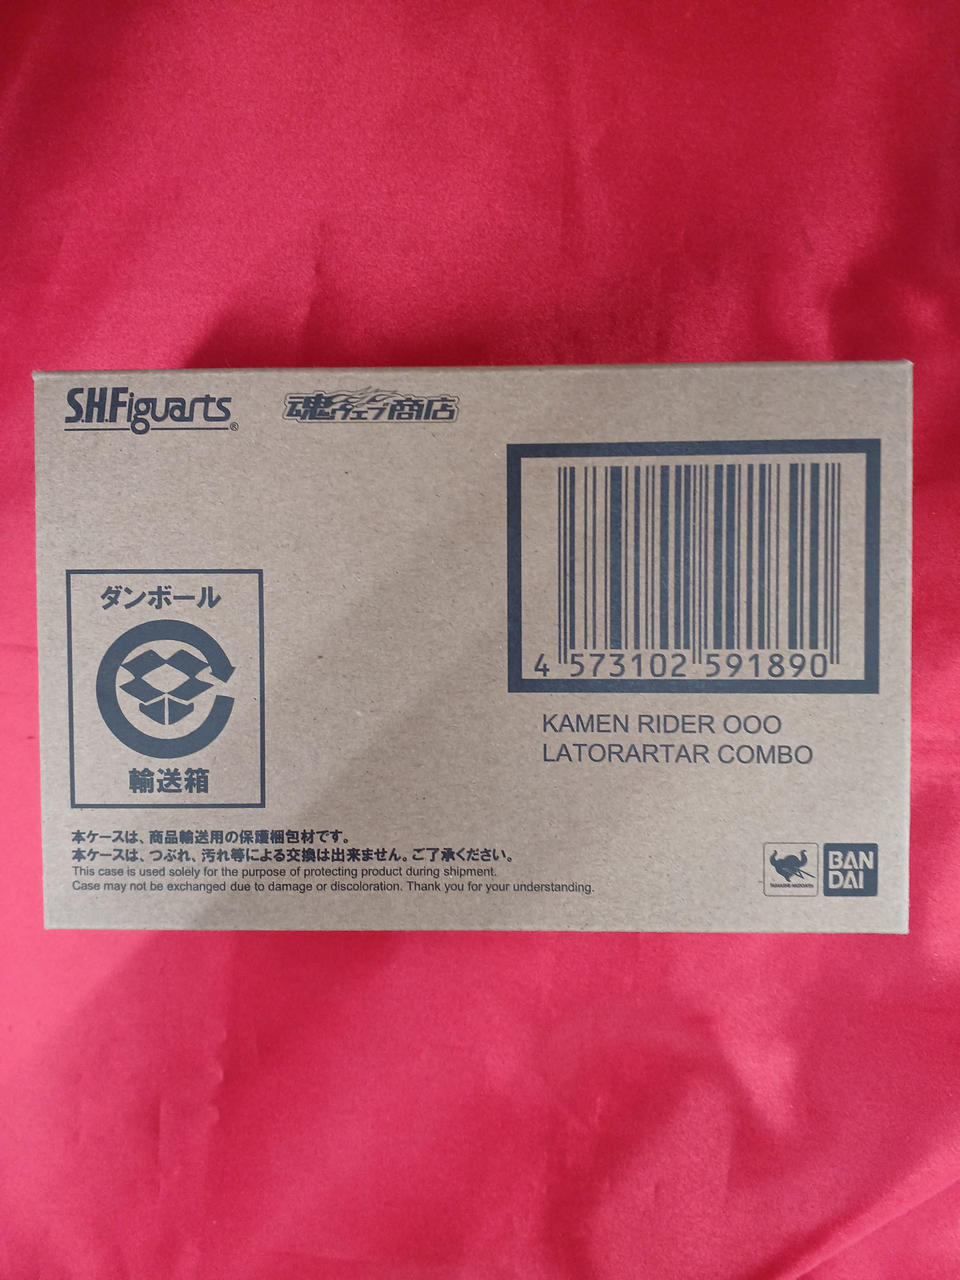 S.H.Figuarts®
魂ウェブ商店
4 573102 591890
KAMEN RIDER OOO
LATORARTAR COMBO
ダンボール
輸送箱
本ケースは、商品輸送用の保護梱包材です。
本ケースは、つぶれ、汚れ等による交換は出来ません。ご了承ください。
This case is used solely for the purpose of protecting product during shipment.
Case may not be exchanged due to damage or discoloration. Thank you for your understanding.
TAMASHII NATIONS
BAN
DAI